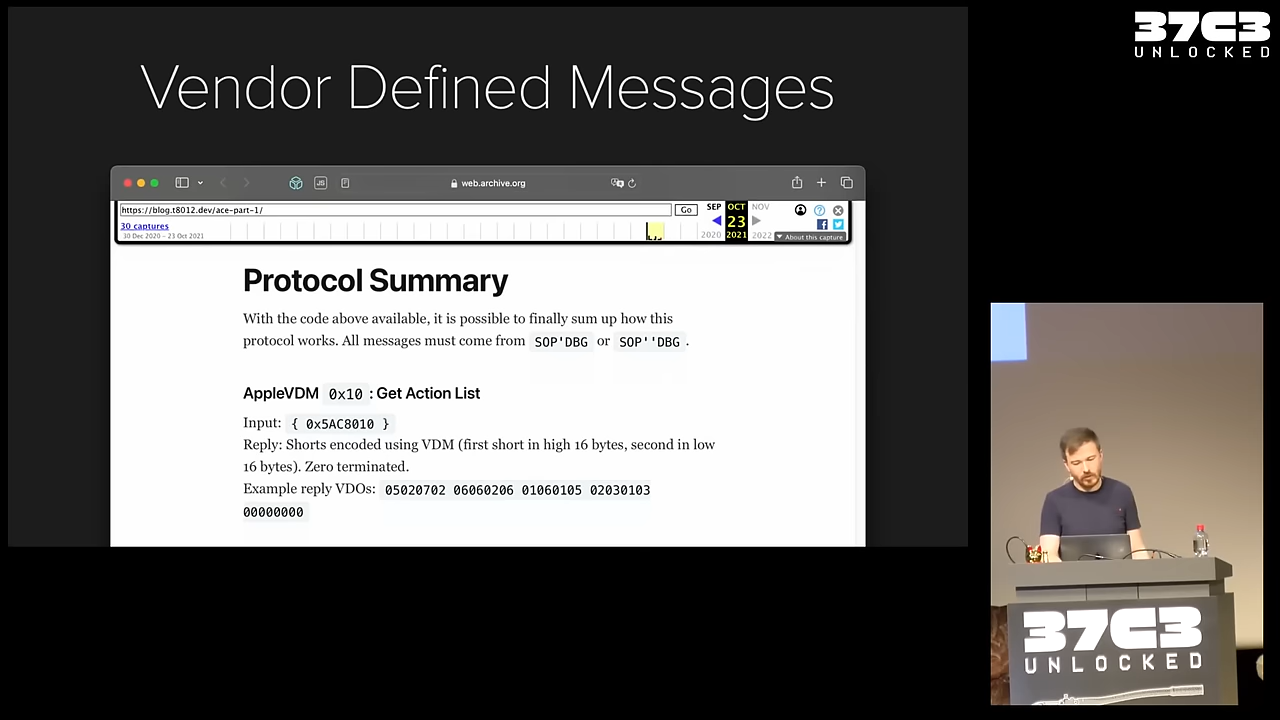 37C3
UNLOCKED
Vendor Defined Messages
web.archive.org
https://blog.t8012.dev/ace-part-1/
Go
SEP OCT NOV
30 captures
23
30 Dec 2020 – 23 Oct 2021
2020 2021 2022
About this capture
Protocol Summary
With the code above available, it is possible to finally sum up how this
protocol works. All messages must come from SOP'DBG or SOP''DBG .
AppleVDM 0x10 : Get Action List
Input: { 0x5AC8010 }
Reply: Shorts encoded using VDM (first short in high 16 bytes, second in low
16 bytes). Zero terminated.
Example reply VDOs: 05020702 06060206 01060105 02030103
00000000
37C3
UNLOCKED